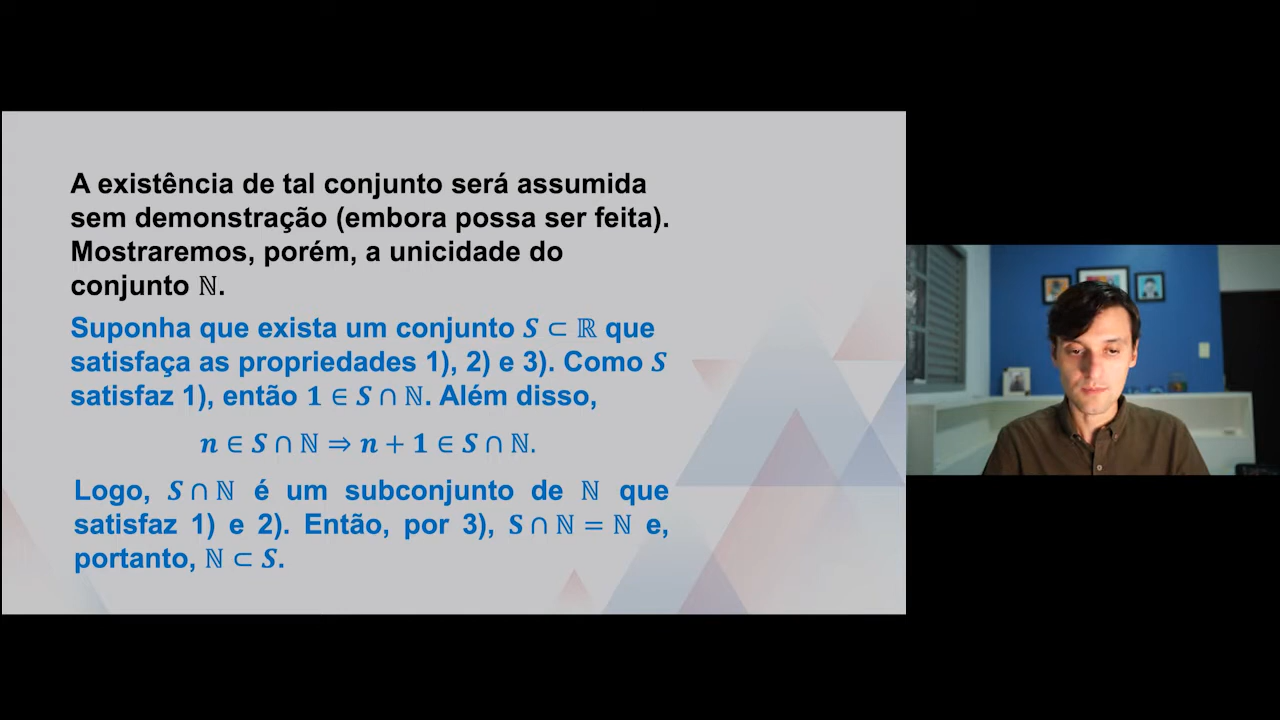 A existência de tal conjunto será assumida
sem demonstração (embora possa ser feita).
Mostraremos, porém, a unicidade do
conjunto ℕ.
Suponha que exista um conjunto S ⊂ ℝ que
satisfaça as propriedades 1), 2) e 3). Como S
satisfaz 1), então 1 ∈ S ∩ ℕ. Além disso,
n ∈ S ∩ ℕ ⇒ n + 1 ∈ S ∩ ℕ.
Logo, S ∩ ℕ é um subconjunto de ℕ que
satisfaz 1) e 2). Então, por 3), S ∩ ℕ = ℕ e,
portanto, ℕ ⊂ S.